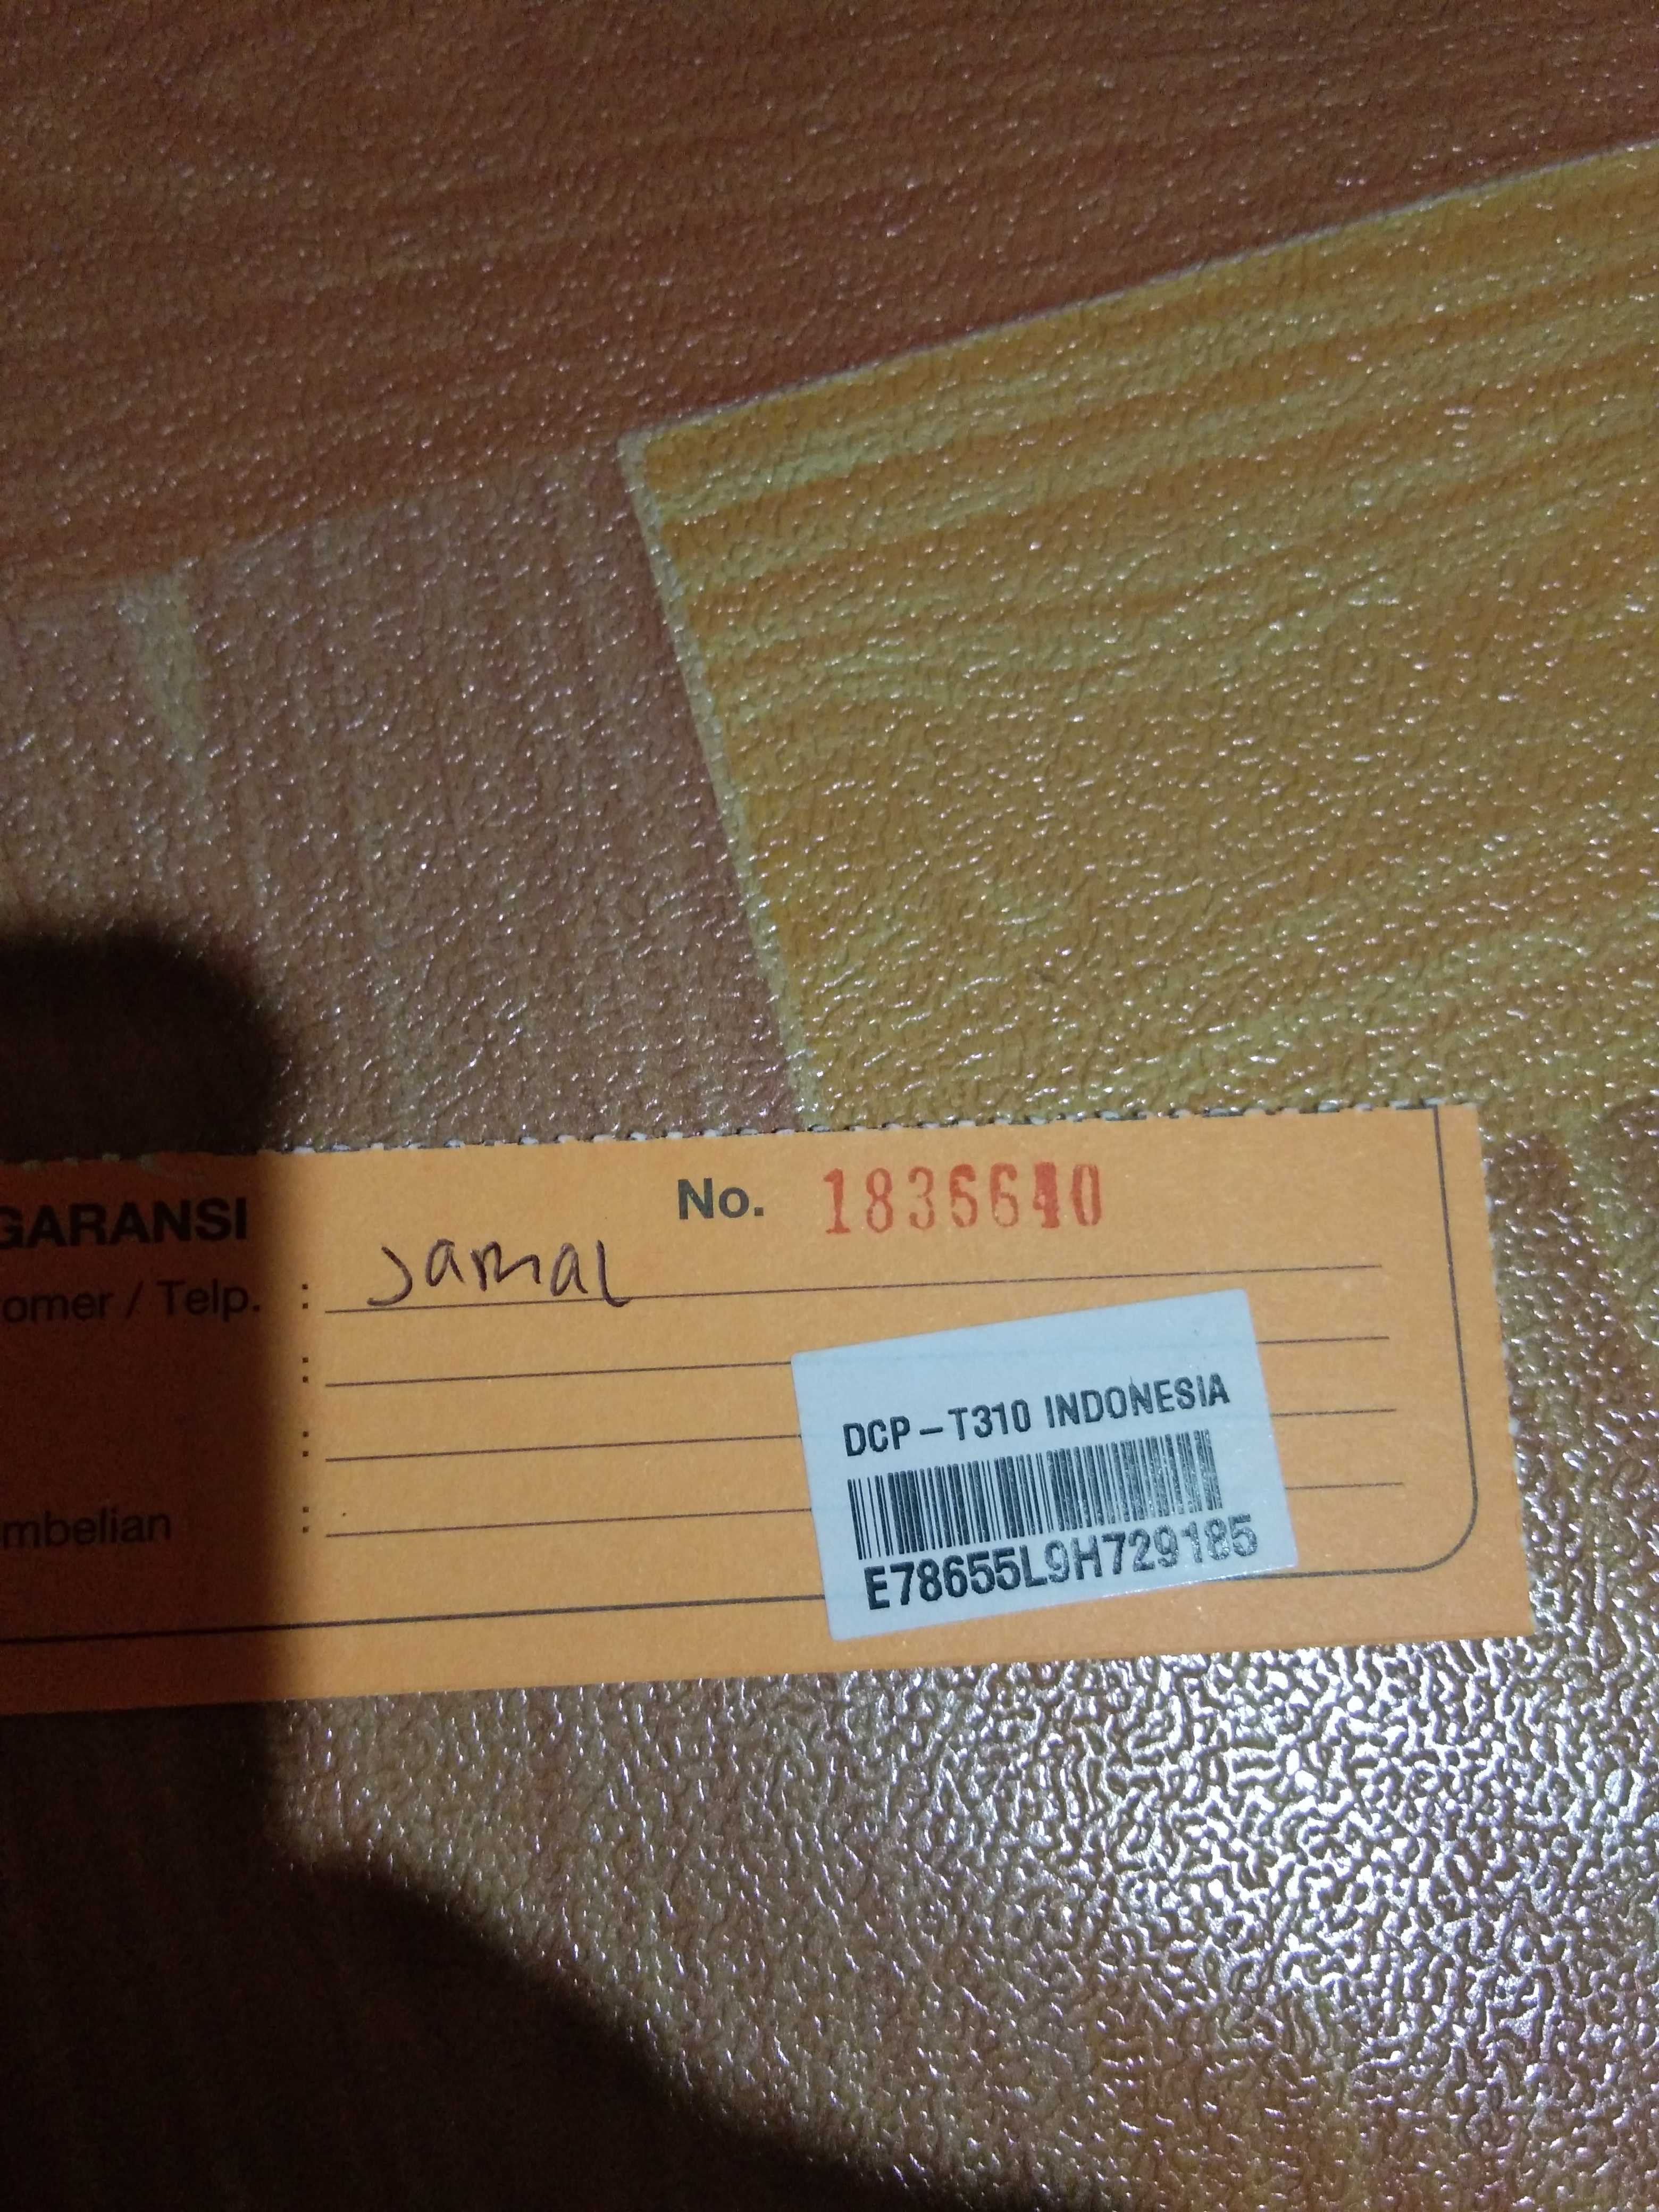 GARANSI No. 1836640
omer / Telp. : Jamal
:
:
mbelian :
DCP-T310 INDONESIA
E78655L9H729185